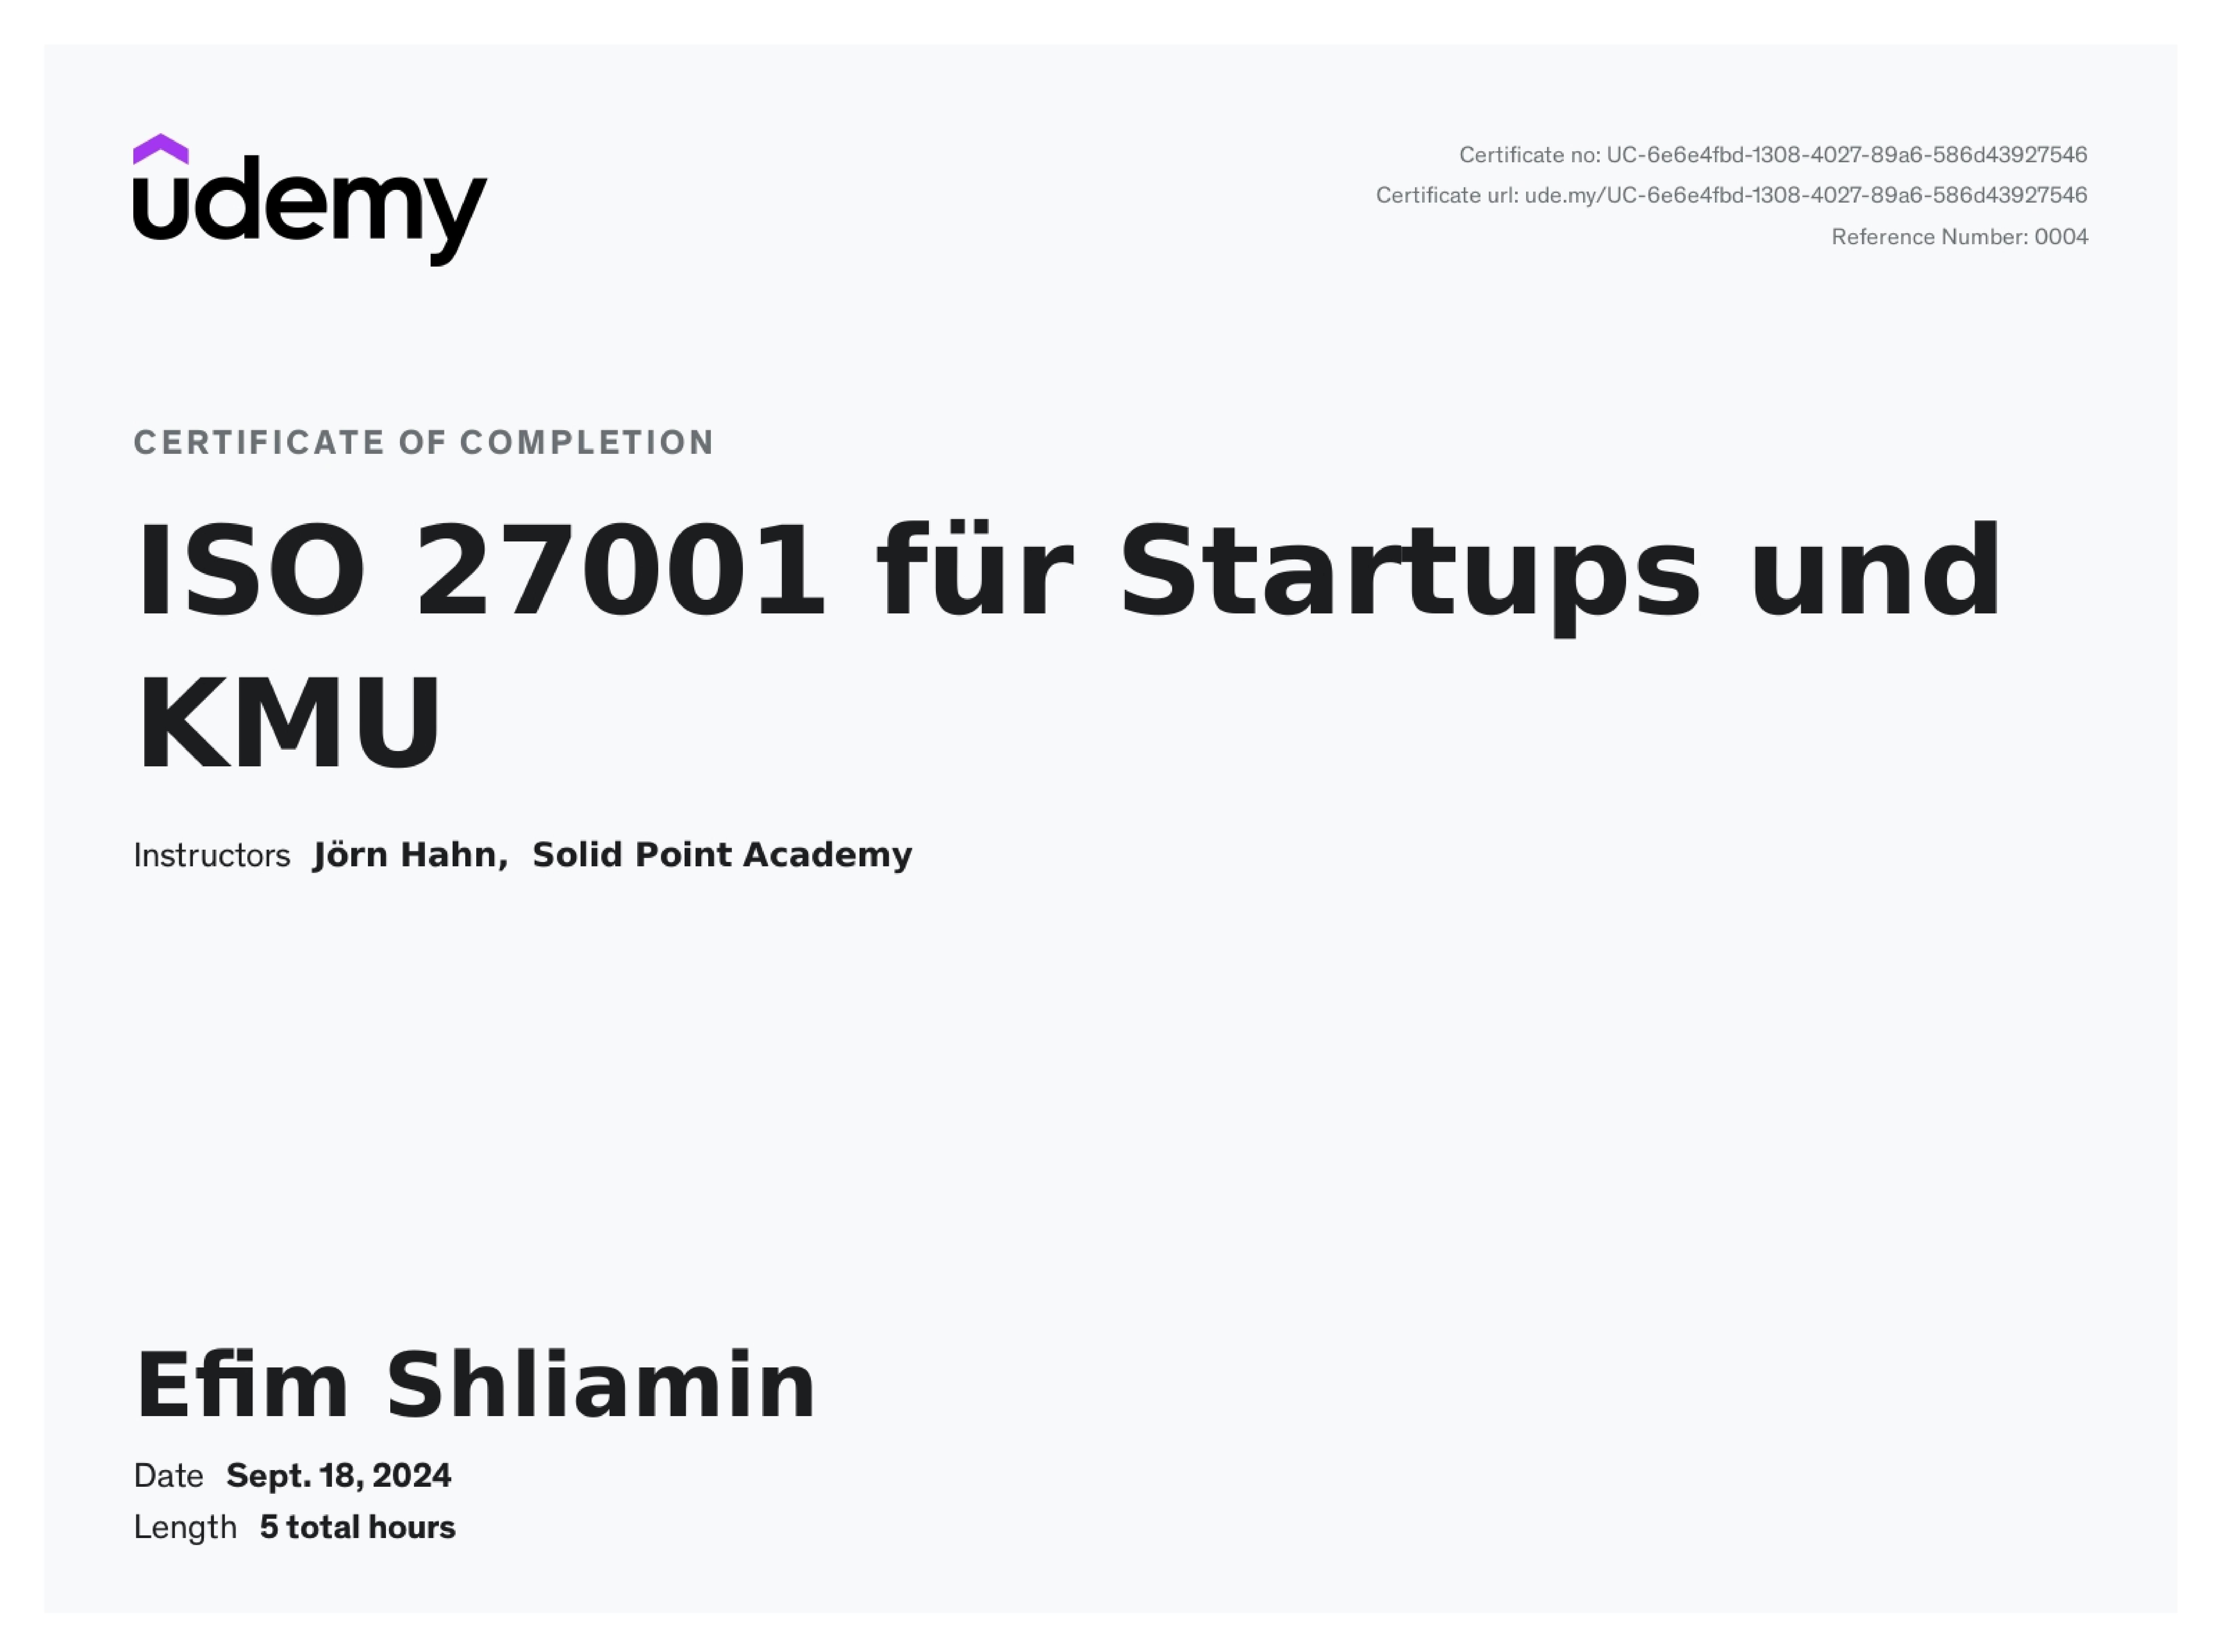 udemy
Certificate no: UC-6e6e4fbd-1308-4027-89a6-586d43927546
Certificate url: ude.my/UC-6e6e4fbd-1308-4027-89a6-586d43927546
Reference Number: 0004
CERTIFICATE OF COMPLETION
ISO 27001 für Startups und
KMU
Instructors Jörn Hahn, Solid Point Academy
Efim Shliamin
Date Sept. 18, 2024
Length 5 total hours